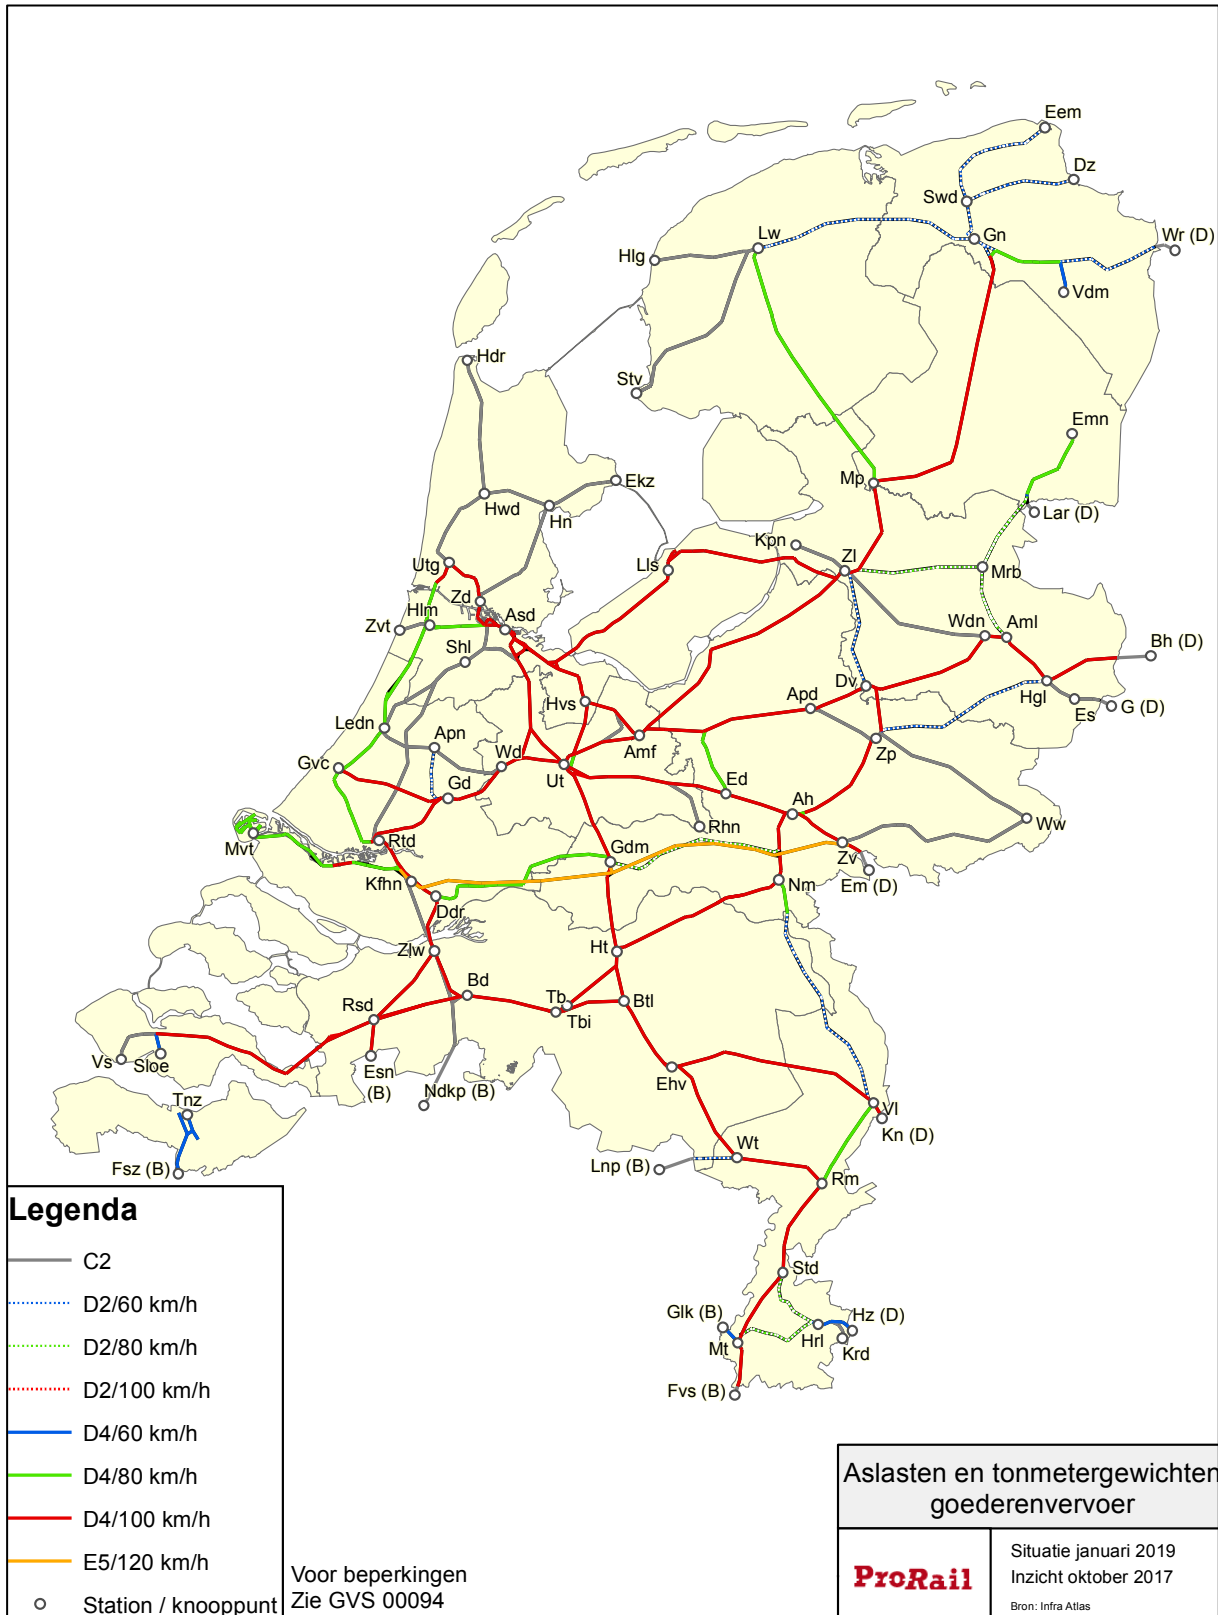 Eem
Dz
Swd
Gn
Wr (D)
Lw
Hlg
Vdm
Hdr
Stv
Emn
Mp
Ekz
Hwd
Hn
Lar (D)
Kpn
Zl
Utg
Lls
Mrb
Zd
Hlm
Asd
Zvt
Wdn
Aml
Shl
Bh (D)
Dv
Hgl
Hvs
Apd
Es
G (D)
Ledn
Apn
Amf
Zp
Wd
Ut
Gvc
Gd
Ed
Ah
Rhn
Ww
Mvt
Rtd
Gdm
Zv
Kfhn
Nm
Em (D)
Ddr
Zlw
Ht
Bd
Tb
Btl
Rsd
Tbi
Vs
Sloe
Esn
(B)
Ndkp (B)
Ehv
Tnz
Vl
Kn (D)
Fsz (B)
Lnp (B)
Wt
Rm
Std
Glk (B)
Hz (D)
Mt
Hrl
Krd
Fvs (B)
Legenda
C2
D2/60 km/h
D2/80 km/h
D2/100 km/h
D4/60 km/h
D4/80 km/h
D4/100 km/h
E5/120 km/h
Station / knooppunt
Voor beperkingen
Zie GVS 00094
Aslasten en tonmetergewichten
goederenvervoer
ProRail
Situatie januari 2019
Inzicht oktober 2017
Bron: Infra Atlas